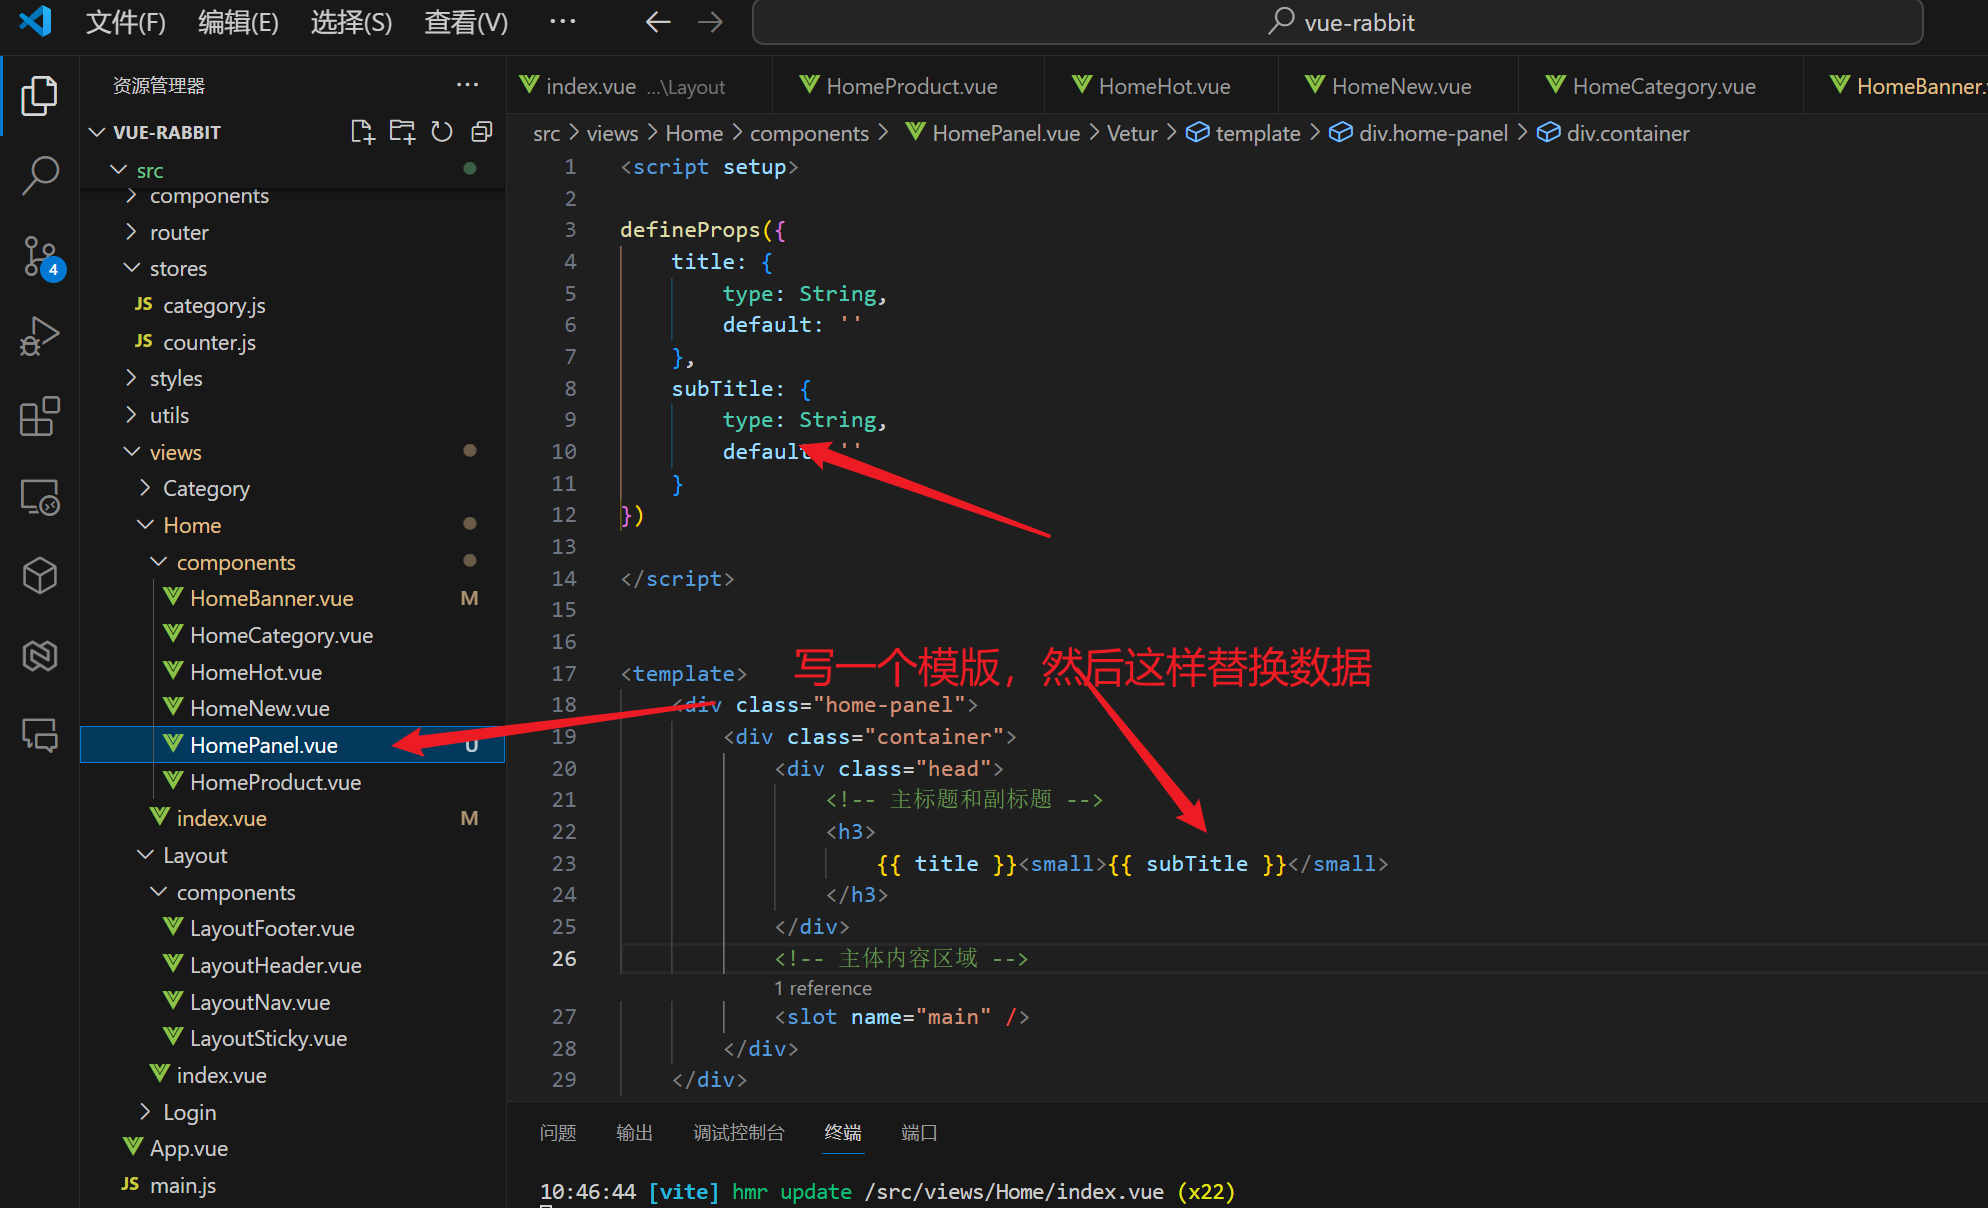 文件(F) 编辑(E) 选择(S) 查看(V) ··· vue-rabbit
资源管理器 ···
VUE-RABBIT
src
components
router
stores
JS category.js
JS counter.js
styles
utils
views
Category
Home
components
HomeBanner.vue M
HomeCategory.vue
HomeHot.vue
HomeNew.vue
HomePanel.vue U
HomeProduct.vue
index.vue M
Layout
components
LayoutFooter.vue
LayoutHeader.vue
LayoutNav.vue
LayoutSticky.vue
index.vue
Login
App.vue
JS main.js
4
index.vue ...\Layout HomeProduct.vue HomeHot.vue HomeNew.vue HomeCategory.vue HomeBanner.
src > views > Home > components > HomePanel.vue > Vetur > template > div.home-panel > div.container
1 <script setup>
2
3 defineProps({
4 title: {
5 type: String,
6 default: ''
7 },
8 subTitle: {
9 type: String,
10 default ''
11 }
12 })
13
14 </script>
15
16
17 <template>
写一个模版，然后这样替换数据
18 <div class="home-panel">
19 <div class="container">
20 <div class="head">
21 <!-- 主标题和副标题 -->
22 <h3>
23 {{ title }}<small>{{ subTitle }}</small>
24 </h3>
25 </div>
26 <!-- 主体内容区域 -->
1 reference
27 <slot name="main" />
28 </div>
29 </div>
问题 输出 调试控制台 终端 端口
10:46:44 [vite] hmr update /src/views/Home/index.vue (x22)